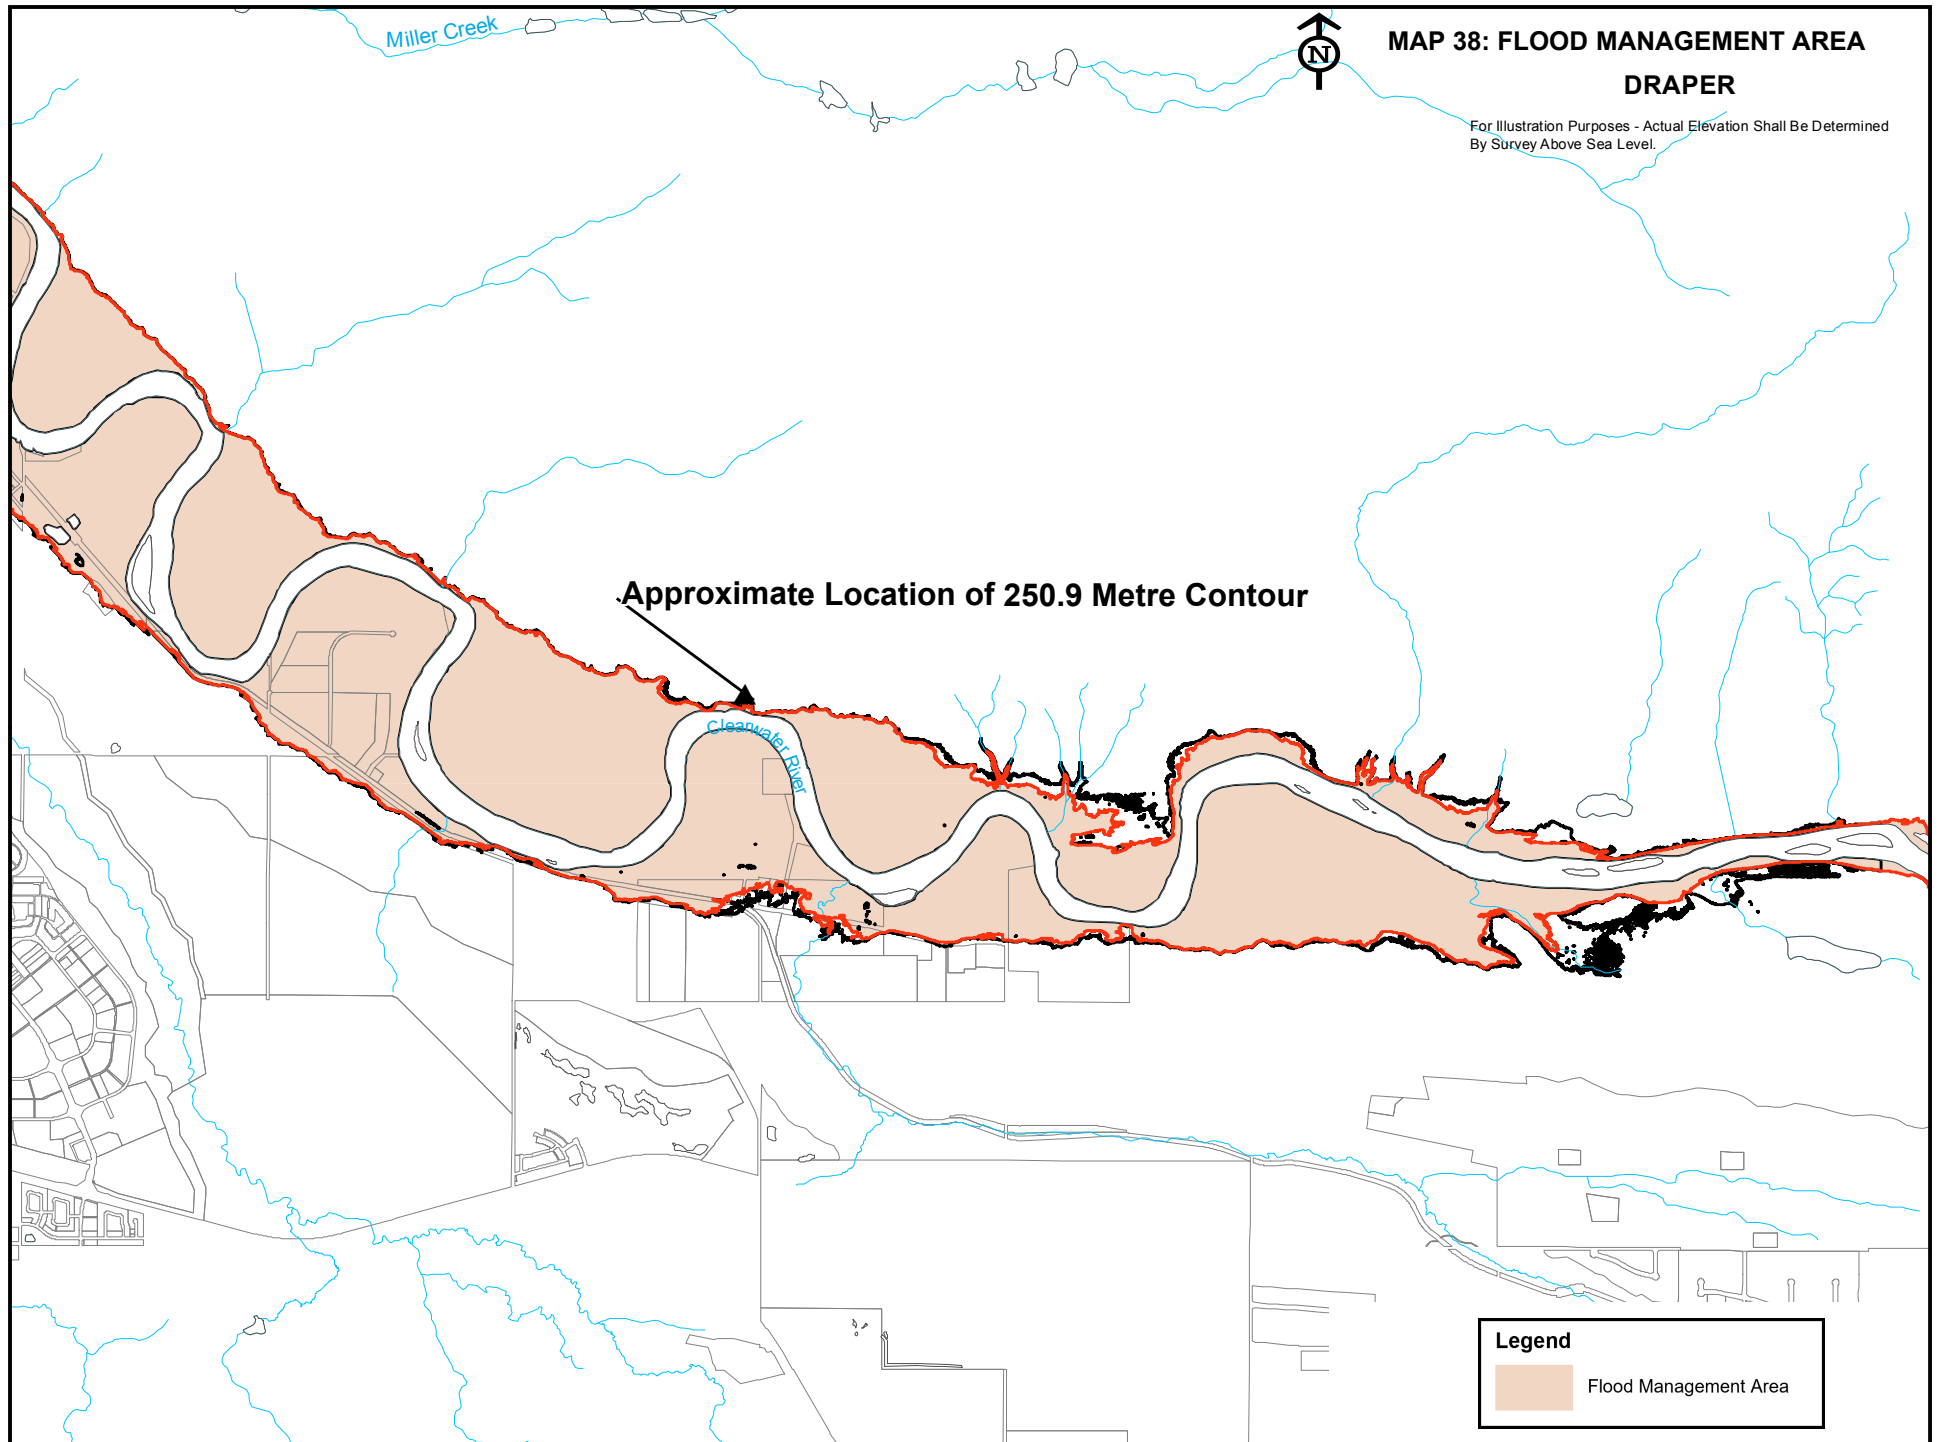 Miller Creek
N
MAP 38: FLOOD MANAGEMENT AREA
DRAPER
For Illustration Purposes - Actual Elevation Shall Be Determined
By Survey Above Sea Level.
Approximate Location of 250.9 Metre Contour
Clearwater River
Legend
Flood Management Area